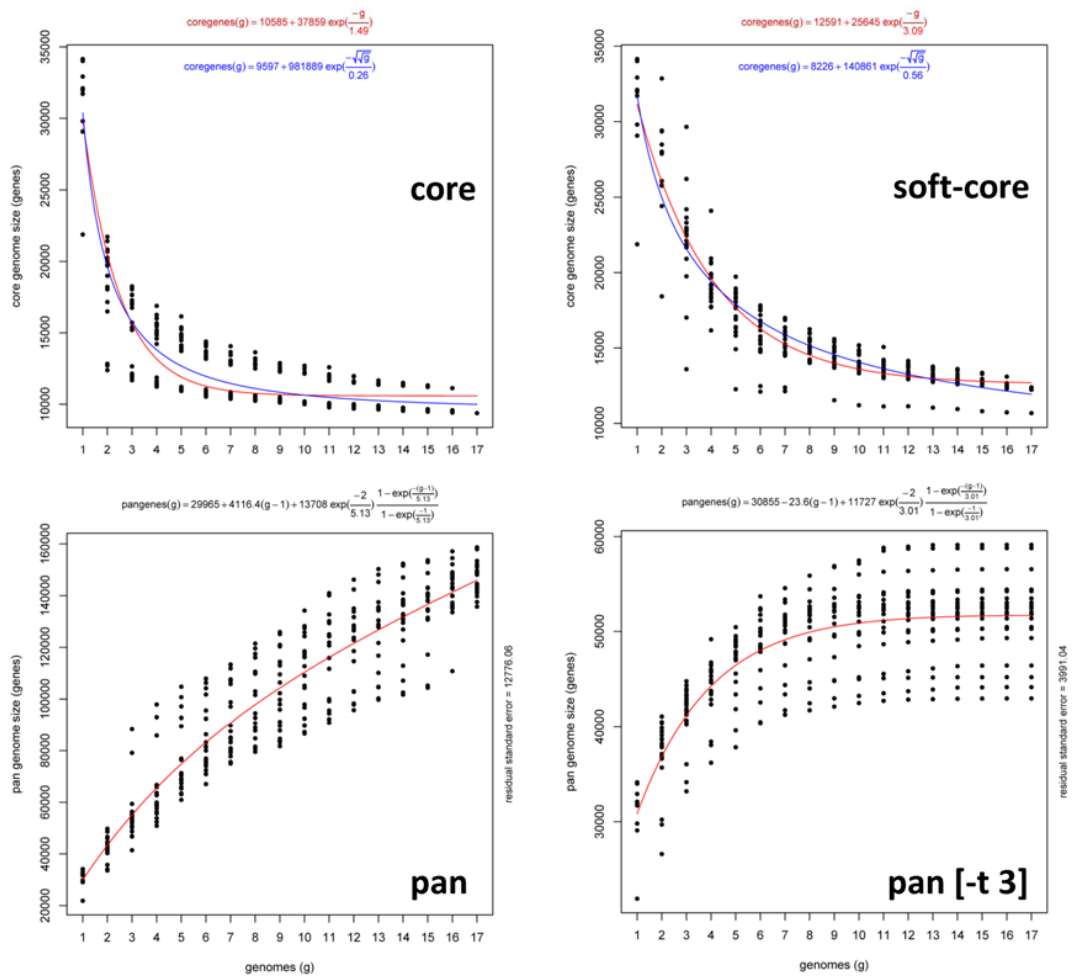 coregenes(g) = 10585 + 37859 exp(-g/1.49)
coregenes(g) = 9597 + 981889 exp(-√√g/0.26)
core
core genome size (genes)
35000
30000
25000
20000
15000
10000
1 2 3 4 5 6 7 8 9 10 11 12 13 14 15 16 17
coregenes(g) = 12591 + 25645 exp(-g/3.09)
coregenes(g) = 8226 + 140861 exp(-√√g/0.56)
soft-core
core genome size (genes)
35000
30000
25000
20000
15000
10000
1 2 3 4 5 6 7 8 9 10 11 12 13 14 15 16 17
pangenes(g) = 29965 + 4116.4(g−1) + 13708 exp(-2/5.13) (1 − exp(-(g−1)/5.13))/(1 − exp(-1/5.13))
pan genome size (genes)
160000
140000
120000
100000
80000
60000
40000
20000
pan
residual standard error = 12776.06
1 2 3 4 5 6 7 8 9 10 11 12 13 14 15 16 17
genomes (g)
pangenes(g) = 30855 − 23.6(g−1) + 11727 exp(-2/3.01) (1 − exp(-(g−1)/3.01))/(1 − exp(-1/3.01))
pan genome size (genes)
60000
50000
40000
30000
pan [-t 3]
residual standard error = 3991.04
1 2 3 4 5 6 7 8 9 10 11 12 13 14 15 16 17
genomes (g)